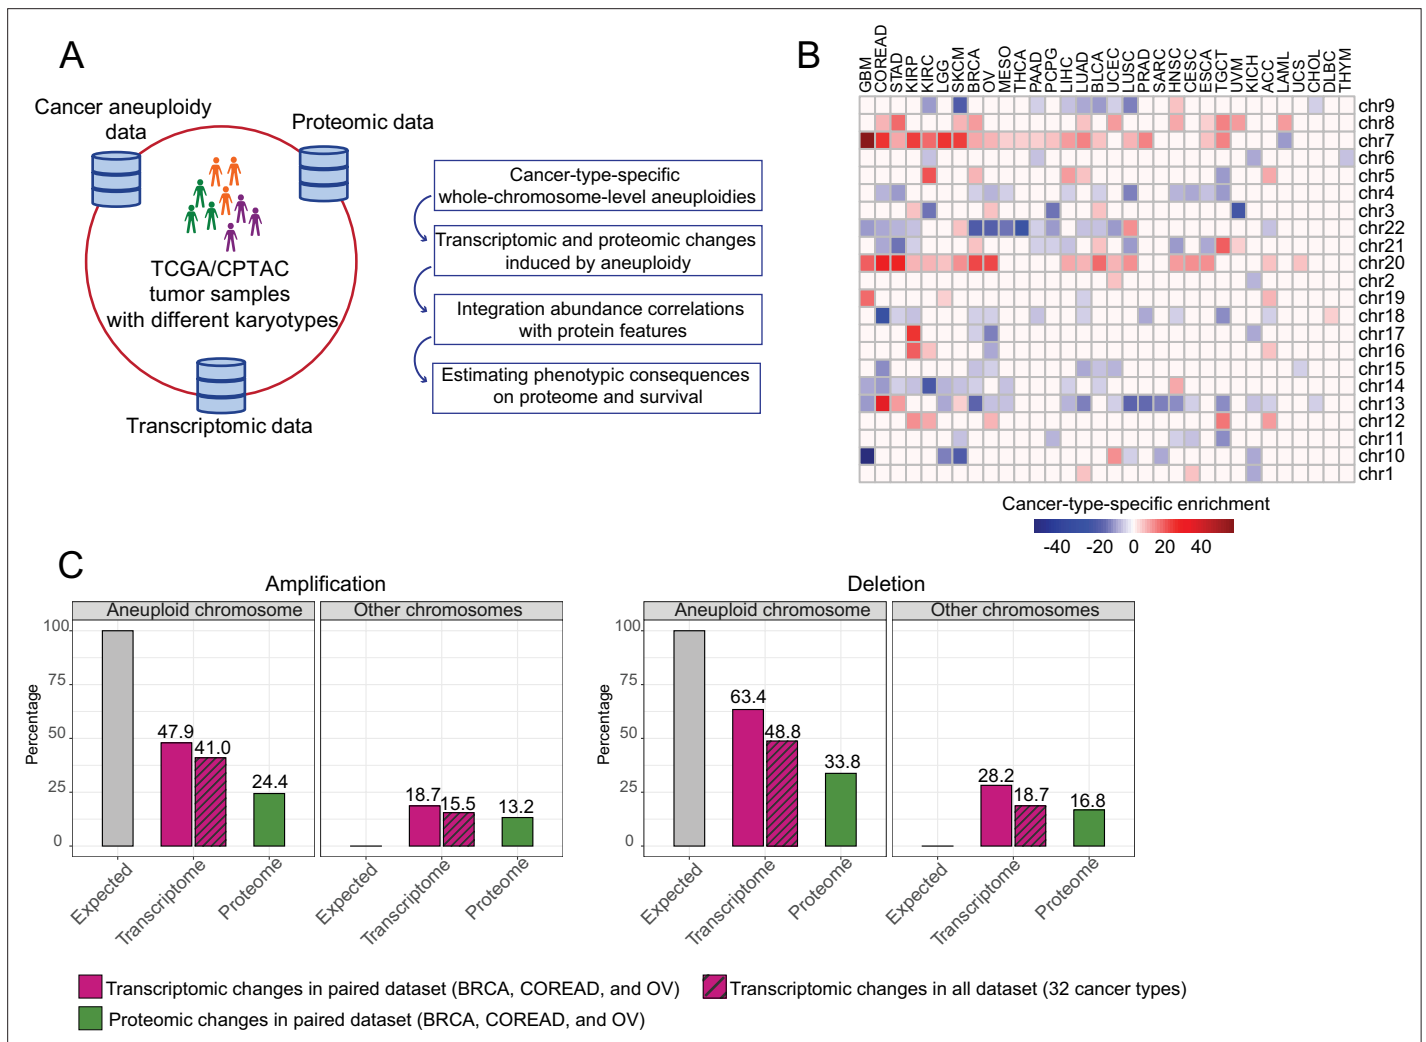 A
Cancer aneuploidy
data
Proteomic data
TCGA/CPTAC
tumor samples
with different karyotypes
Transcriptomic data
Cancer-type-specific
whole-chromosome-level aneuploidies
Transcriptomic and proteomic changes
induced by aneuploidy
Integration abundance correlations
with protein features
Estimating phenotypic consequences
on proteome and survival
B
GBM
COREAD
STAD
KIRP
KIRC
LGG
SKCM
BRCA
OV
MESO
THCA
PAAD
PCPG
LIHC
LUAD
BLCA
UCEC
LUSC
PRAD
SARC
HNSC
CESC
ESCA
TGCT
UVM
KICH
ACC
LAML
UCS
CHOL
DLBC
THYM
chr9
chr8
chr7
chr6
chr5
chr4
chr3
chr22
chr21
chr20
chr2
chr19
chr18
chr17
chr16
chr15
chr14
chr13
chr12
chr11
chr10
chr1
Cancer-type-specific enrichment
-40 -20 0 20 40
C
Amplification
Aneuploid chromosome
Other chromosomes
Percentage
100
75
50
25
0
47.9
41.0
24.4
18.7
15.5
13.2
Expected
Transcriptome
Proteome
Expected
Transcriptome
Proteome
Deletion
Aneuploid chromosome
Other chromosomes
Percentage
100
75
50
25
0
63.4
48.8
33.8
28.2
18.7
16.8
Expected
Transcriptome
Proteome
Expected
Transcriptome
Proteome
Transcriptomic changes in paired dataset (BRCA, COREAD, and OV)
Transcriptomic changes in all dataset (32 cancer types)
Proteomic changes in paired dataset (BRCA, COREAD, and OV)